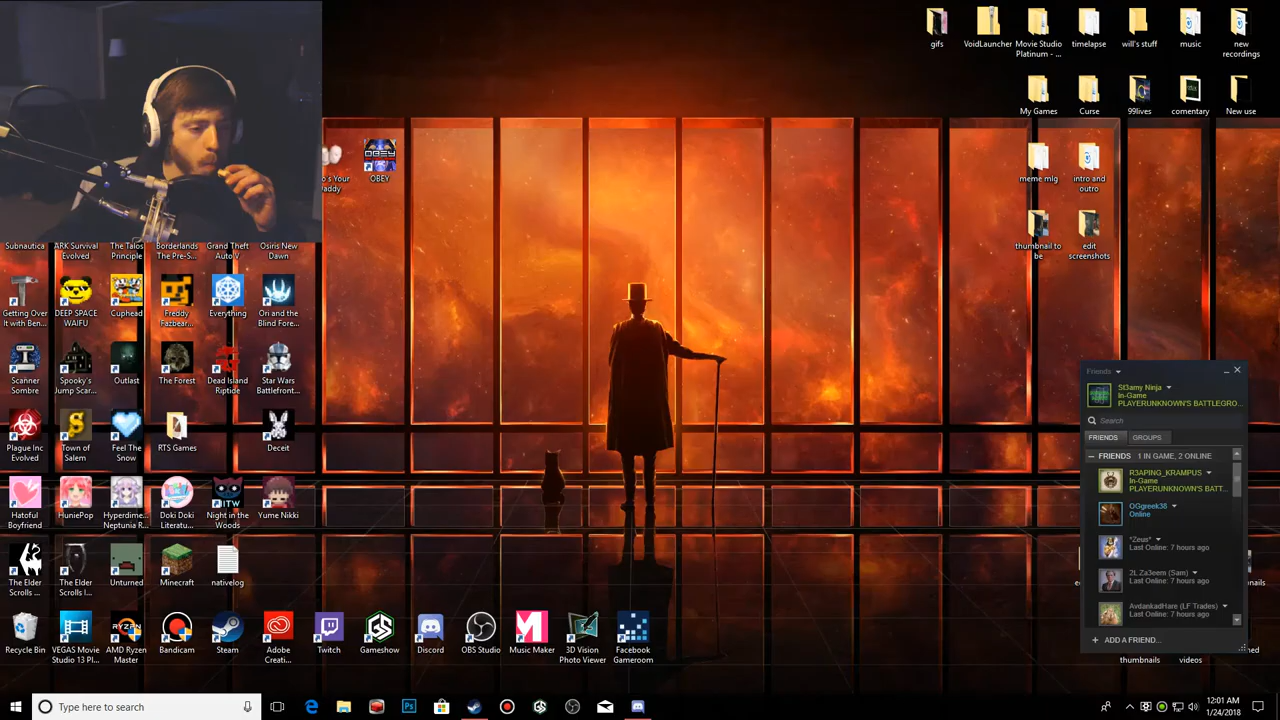 gifs
VoidLauncher
Movie Studio
Platinum - ...
timelapse
will's stuff
music
new
recordings
My Games
Curse
99lives
comentary
New use
OBEY
OBEY
meme mlg
intro and
outro
thumbnail to
be
edit
screenshots
Subnautica
ARK Survival
Evolved
The Talos
Principle
Borderlands
The Pre-S...
Grand Theft
Auto V
Osiris New
Dawn
Getting Over
It with Ben...
DEEP SPACE
WAIFU
Cuphead
Freddy
Fazbear...
Everything
Ori and the
Blind Fore...
Scanner
Sombre
Spooky's
Jump Scar...
Outlast
The Forest
Dead Island
Riptide
Star Wars
Battlefront...
Plague Inc
Evolved
Town of
Salem
Feel The
Snow
RTS Games
Deceit
Hatoful
Boyfriend
HuniePop
Hyperdime...
Neptunia R...
Doki Doki
Literatu...
ITW
Night in the
Woods
Yume Nikki
The Elder
Scrolls ...
The Elder
Scrolls I...
Unturned
Minecraft
nativelog
Recycle Bin
VEGAS Movie
Studio 13 Pl...
RYZEN
AMD Ryzen
Master
Bandicam
Steam
Adobe
Creati...
Twitch
Gameshow
Discord
OBS Studio
Music Maker
3D Vision
Photo Viewer
Facebook
Gameroom
Friends
St3amy Ninja
In-Game
PLAYERUNKNOWN'S BATTLEGRO...
Search
FRIENDS
GROUPS
FRIENDS 1 IN GAME, 2 ONLINE
R3APING_KRAMPUS
In-Game
PLAYERUNKNOWN'S BATT...
OGgreek38
Online
*Zeus*
Last Online: 7 hours ago
2L Za3eem (Sam)
Last Online: 7 hours ago
AvdankadHare (LF Trades)
Last Online: 7 hours ago
+ ADD A FRIEND...
thumbnails
videos
Type here to search
Ps
12:01 AM
1/24/2018